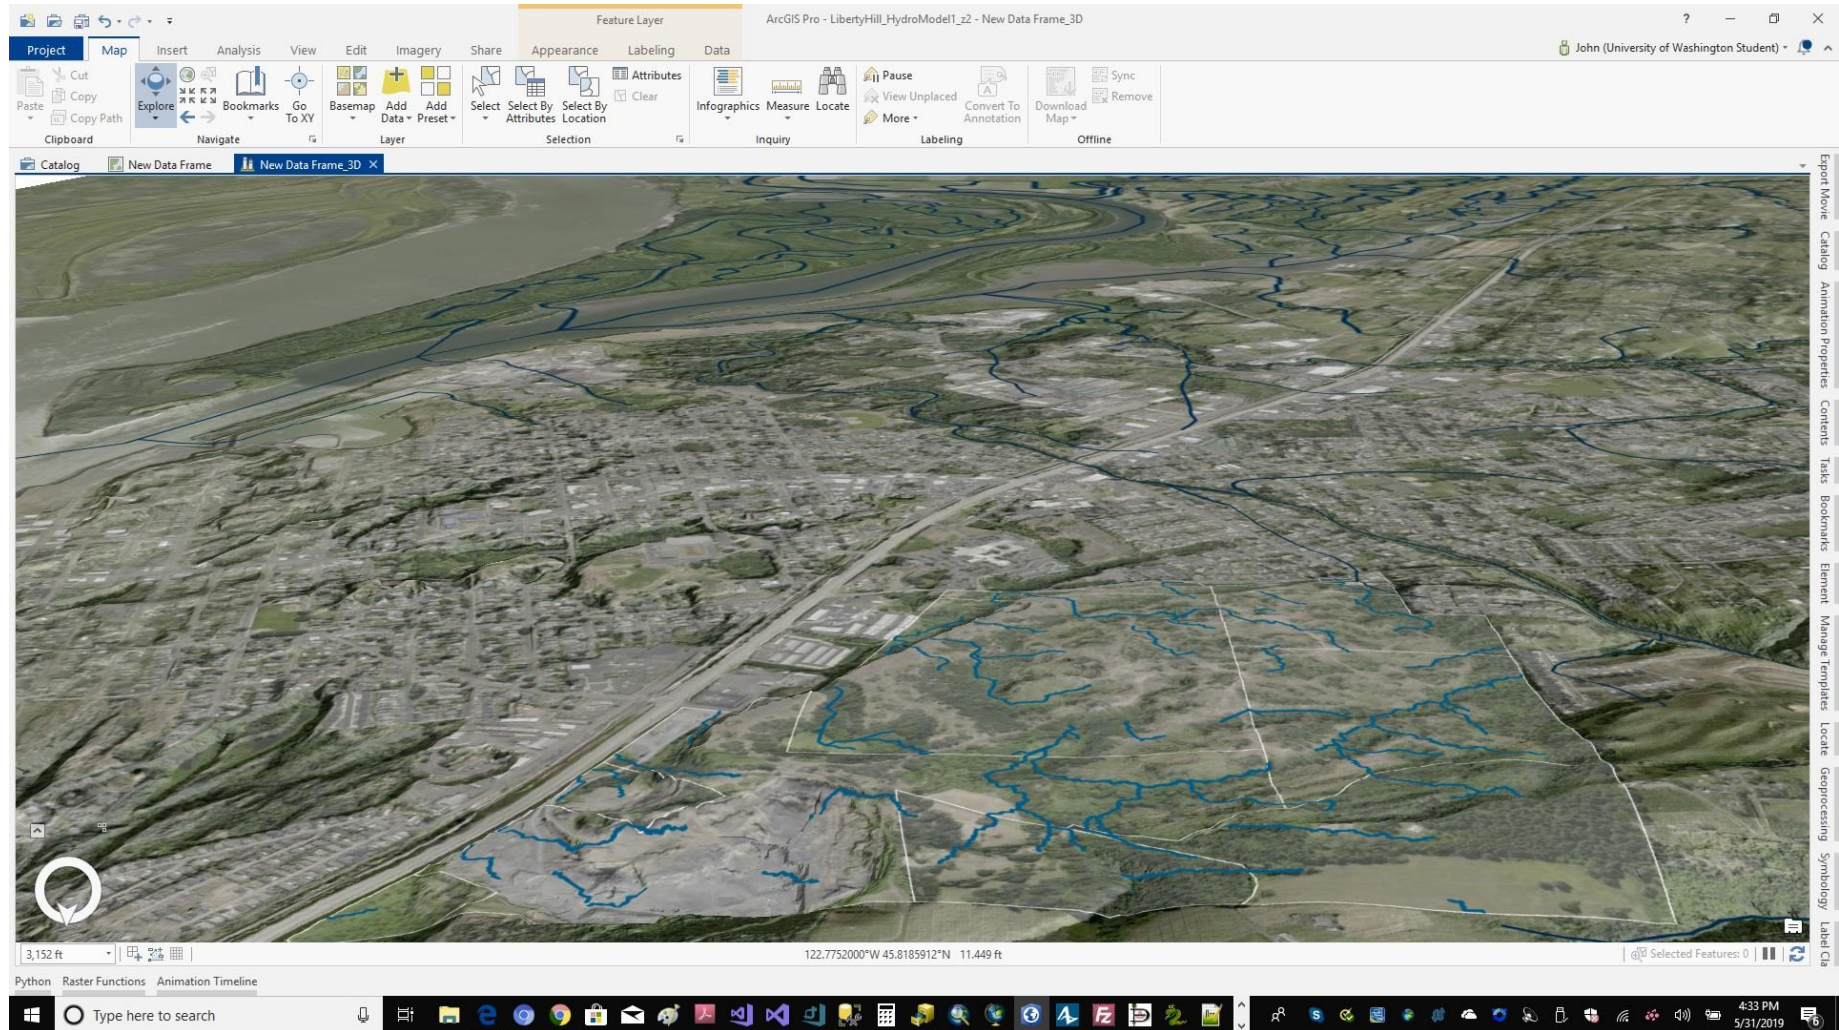 Feature Layer
ArcGIS Pro - LibertyHill_HydroModel1_z2 - New Data Frame_3D
?
Project Map Insert Analysis View Edit Imagery Share Appearance Labeling Data
John (University of Washington Student)
Paste
Cut
Copy
Copy Path
Clipboard
Explore
Bookmarks
Go To XY
Navigate
Basemap
Add Data
Add Preset
Layer
Select
Select By Attributes
Select By Location
Attributes
Clear
Selection
Infographics
Measure
Locate
Inquiry
Pause
View Unplaced
More
Convert To Annotation
Labeling
Download Map
Sync
Remove
Offline
Catalog
New Data Frame
New Data Frame_3D
Export Movie
Catalog
Animation Properties
Contents
Tasks
Bookmarks
Element
Manage Templates
Locate
Geoprocessing
Symbology
Label Cla
3,152 ft
122.7752000°W 45.8185912°N 11.449 ft
Selected Features: 0
Python Raster Functions Animation Timeline
Type here to search
4:33 PM
5/31/2019
6